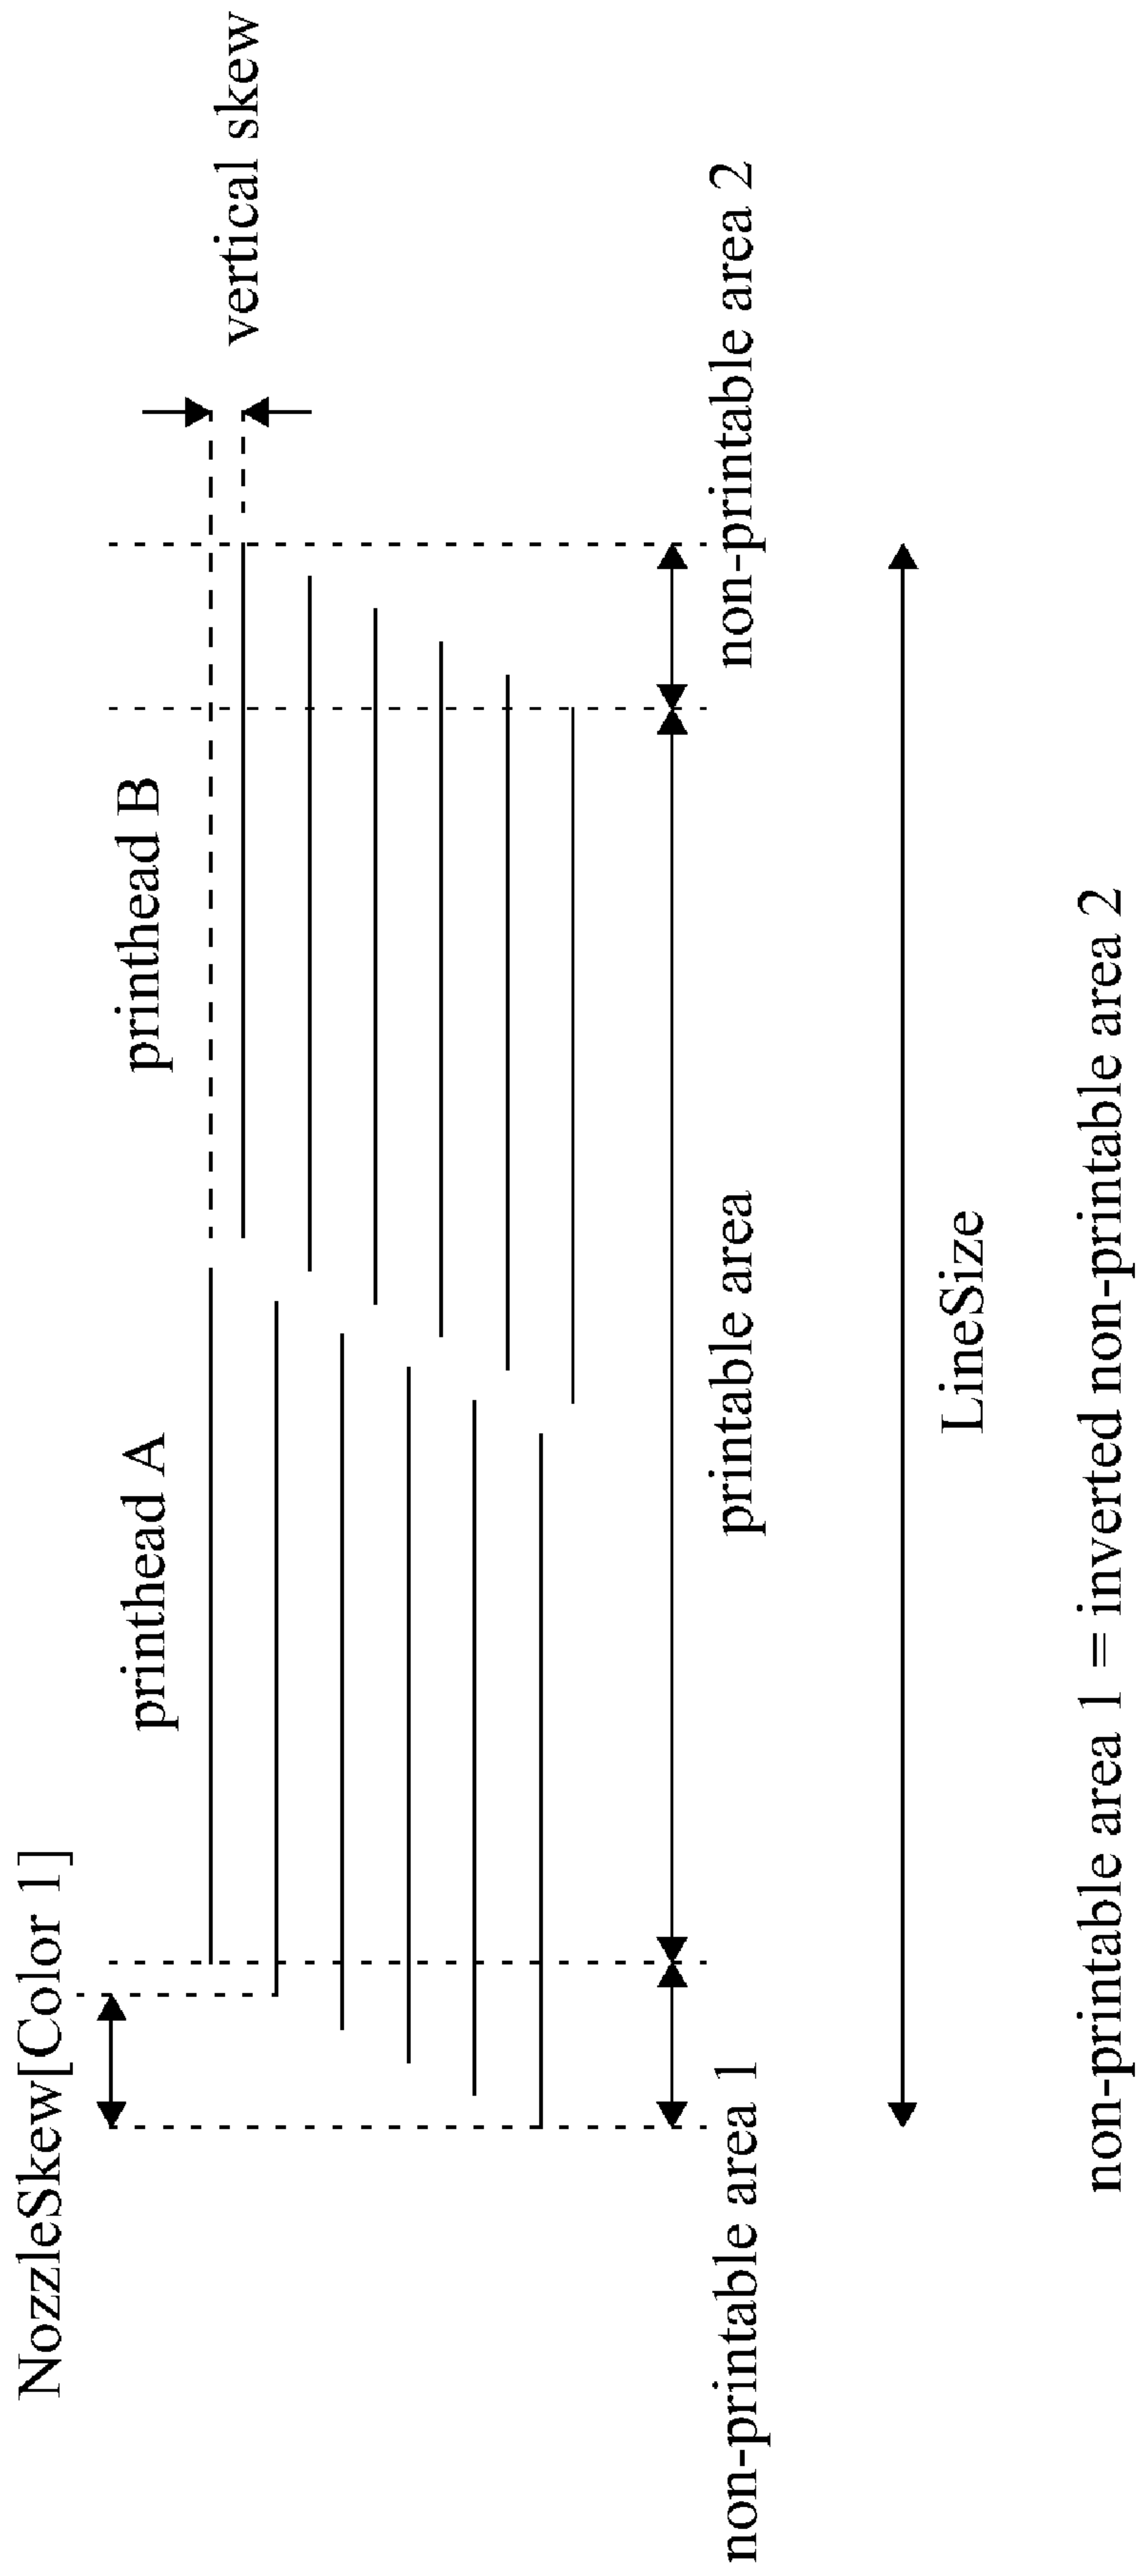 NozzleSkew[Color 1]
printhead A
printhead B
vertical skew
non-printable area 1
printable area
non-printable area 2
LineSize
non-printable area 1 = inverted non-printable area 2